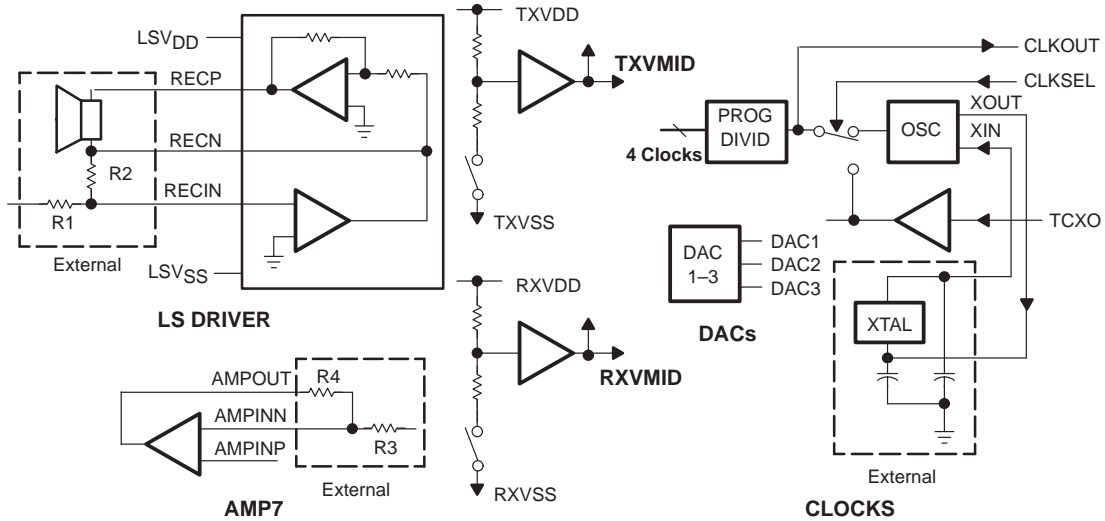 LSVDD
RECP
RECN
R2
RECIN
R1
External
LSVSS
LS DRIVER
TXVDD
TXVMID
TXVSS
RXVDD
RXVMID
RXVSS
AMPOUT
R4
AMPINN
R3
AMPINP
External
AMP7
CLKOUT
CLKSEL
XOUT
PROG
DIVID
OSC
XIN
4 Clocks
TCXO
DAC
1–3
DAC1
DAC2
DAC3
DACs
XTAL
External
CLOCKS